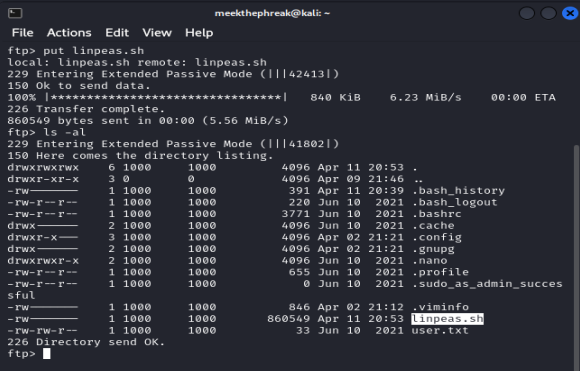 meekthephreak@kali: ~
File Actions Edit View Help
ftp> put linpeas.sh
local: linpeas.sh remote: linpeas.sh
229 Entering Extended Passive Mode (|||42413|)
150 Ok to send data.
100% |********************************| 840 KiB 6.23 MiB/s 00:00 ETA
226 Transfer complete.
860549 bytes sent in 00:00 (5.56 MiB/s)
ftp> ls -al
229 Entering Extended Passive Mode (|||41802|)
150 Here comes the directory listing.
drwxrwxrwx 6 1000 1000 4096 Apr 11 20:53 .
drwxr-xr-x 3 0 0 4096 Apr 09 21:46 ..
-rw------- 1 1000 1000 391 Apr 11 20:39 .bash_history
-rw-r--r-- 1 1000 1000 220 Jun 10 2021 .bash_logout
-rw-r--r-- 1 1000 1000 3771 Jun 10 2021 .bashrc
drwx------ 2 1000 1000 4096 Jun 10 2021 .cache
drwxr-x--- 3 1000 1000 4096 Apr 02 21:21 .config
drwx------ 2 1000 1000 4096 Apr 02 21:21 .gnupg
drwxrwxr-x 2 1000 1000 4096 Jun 10 2021 .nano
-rw-r--r-- 1 1000 1000 655 Jun 10 2021 .profile
-rw-r--r-- 1 1000 1000 0 Jun 10 2021 .sudo_as_admin_succes
sful
-rw------- 1 1000 1000 846 Apr 02 21:12 .viminfo
-rw------- 1 1000 1000 860549 Apr 11 20:53 linpeas.sh
-rw-rw-r-- 1 1000 1000 33 Jun 10 2021 user.txt
226 Directory send OK.
ftp>